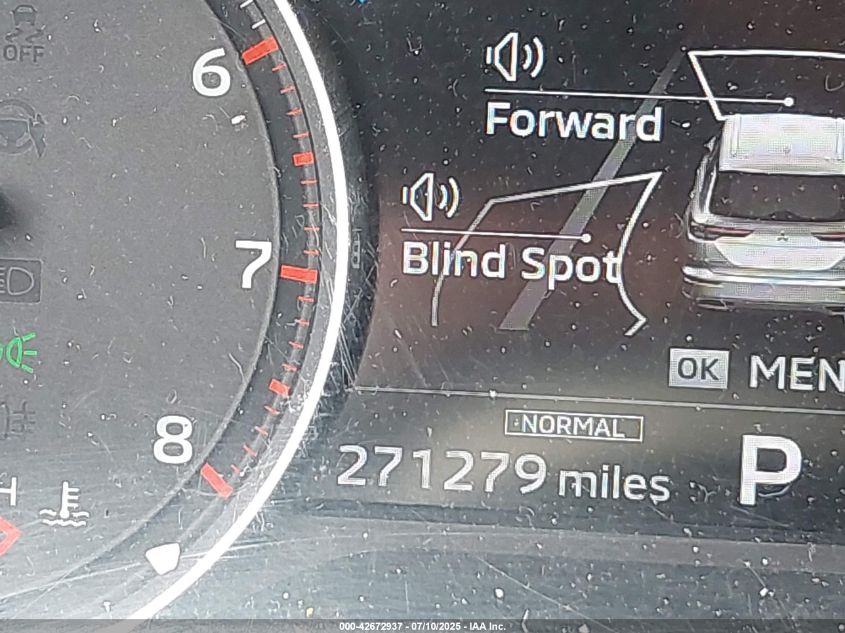 OFF
6
Forward
Blind Spot
7
OK MEN
8
NORMAL
271279 miles P
H
000-42672937 - 07/10/2025 - IAA Inc.